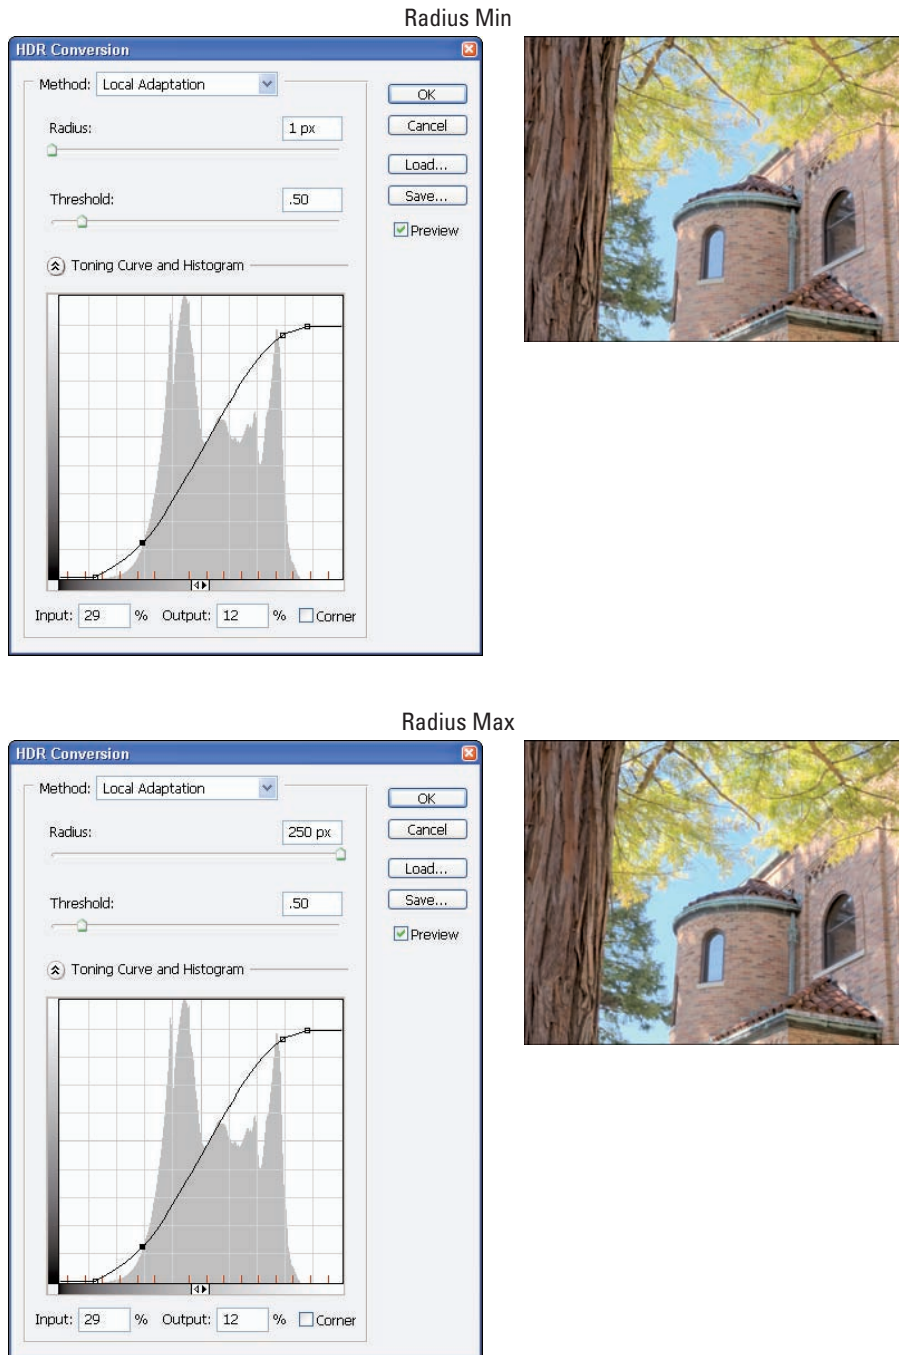 Radius Min
HDR Conversion
Method: Local Adaptation
OK
Radius: 1 px
Cancel
Load...
Threshold: .50
Save...
Preview
Toning Curve and Histogram
Input: 29 % Output: 12 % Corner
Radius Max
HDR Conversion
Method: Local Adaptation
OK
Radius: 250 px
Cancel
Load...
Threshold: .50
Save...
Preview
Toning Curve and Histogram
Input: 29 % Output: 12 % Corner